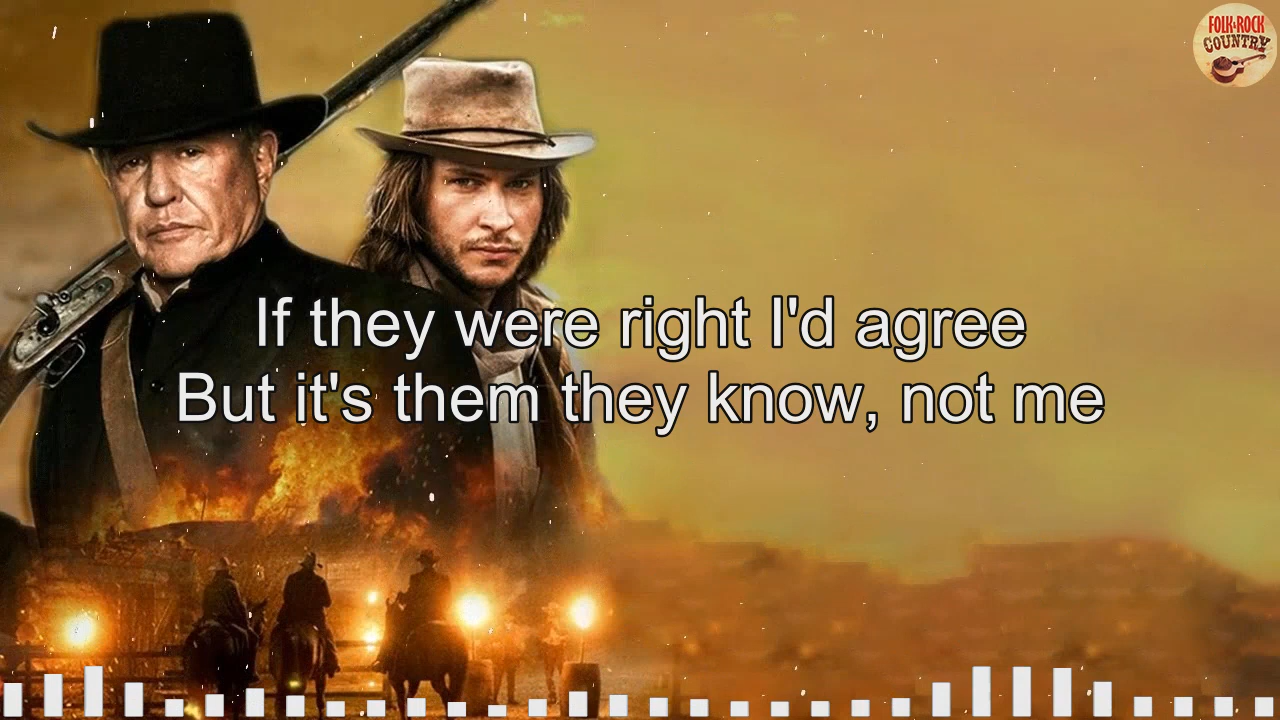 FOLK-ROCK
COUNTRY
If they were right I'd agree
But it's them they know, not me